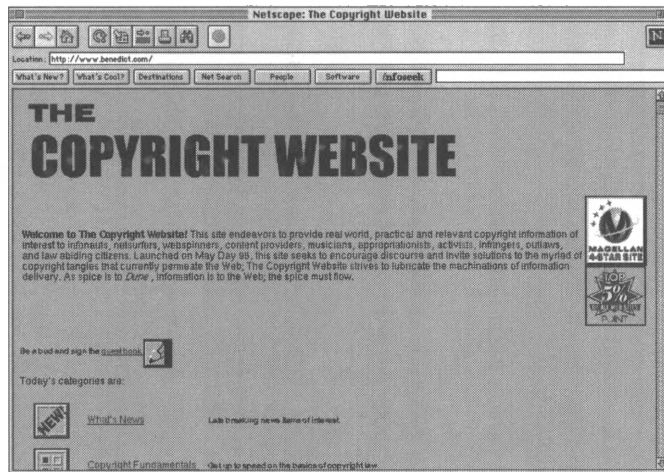 Netscape: The Copyright Website
N
Location: http://www.benedict.com/
What's New? What's Cool? Destinations Net Search People Software infoseek
THE
COPYRIGHT WEBSITE
Welcome to The Copyright Website! This site endeavors to provide real world, practical and relevant copyright information of
interest to infonauts, netsurfers, webspinners, content providers, musicians, appropriationists, activists, infringers, outlaws,
and law abiding citizens. Launched on May Day 95, this site seeks to encourage discourse and invite solutions to the myriad of
copyright tangles that currently permeate the Web; The Copyright Website strives to lubricate the machinations of information
delivery. As spice is to Dune, information is to the Web; the spice must flow.
MAGELLAN
4-STAR SITE
TOP
5%
POINT
Be a bud and sign the guestbook
Today's categories are:
NEW!
What's News Late breaking news items of interest.
Copyright Fundamentals Get up to speed on the basics of copyright law